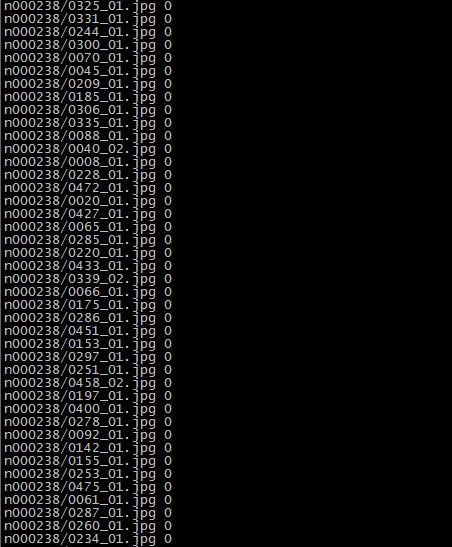 n000238/0325_01.jpg 0
n000238/0331_01.jpg 0
n000238/0244_01.jpg 0
n000238/0300_01.jpg 0
n000238/0070_01.jpg 0
n000238/0045_01.jpg 0
n000238/0209_01.jpg 0
n000238/0185_01.jpg 0
n000238/0306_01.jpg 0
n000238/0335_01.jpg 0
n000238/0088_01.jpg 0
n000238/0040_02.jpg 0
n000238/0008_01.jpg 0
n000238/0228_01.jpg 0
n000238/0472_01.jpg 0
n000238/0020_01.jpg 0
n000238/0427_01.jpg 0
n000238/0065_01.jpg 0
n000238/0285_01.jpg 0
n000238/0220_01.jpg 0
n000238/0433_01.jpg 0
n000238/0339_02.jpg 0
n000238/0066_01.jpg 0
n000238/0175_01.jpg 0
n000238/0286_01.jpg 0
n000238/0451_01.jpg 0
n000238/0153_01.jpg 0
n000238/0297_01.jpg 0
n000238/0251_01.jpg 0
n000238/0458_02.jpg 0
n000238/0197_01.jpg 0
n000238/0400_01.jpg 0
n000238/0278_01.jpg 0
n000238/0092_01.jpg 0
n000238/0142_01.jpg 0
n000238/0155_01.jpg 0
n000238/0253_01.jpg 0
n000238/0475_01.jpg 0
n000238/0061_01.jpg 0
n000238/0287_01.jpg 0
n000238/0260_01.jpg 0
n000238/0234_01.jpg 0